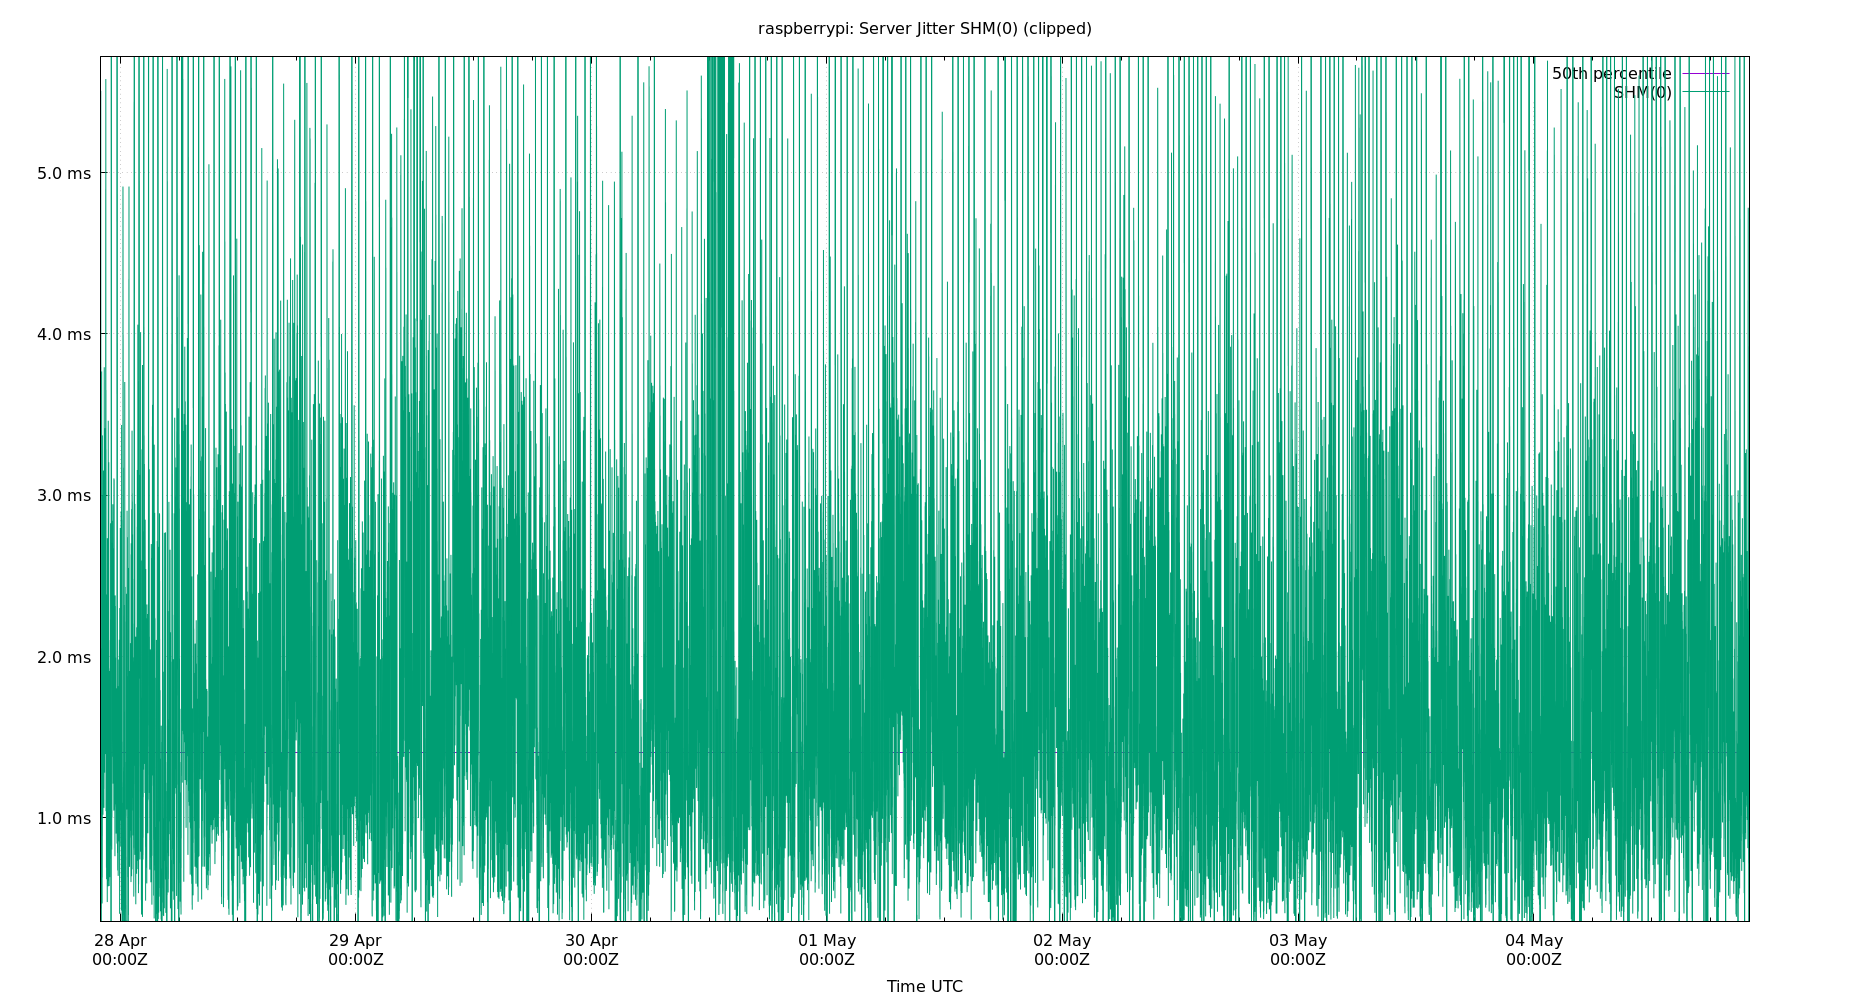 raspberrypi: Server Jitter SHM(0) (clipped)
50th percentile
SHM(0)
5.0 ms
4.0 ms
3.0 ms
2.0 ms
1.0 ms
28 Apr 29 Apr 30 Apr 01 May 02 May 03 May 04 May
00:00Z 00:00Z 00:00Z 00:00Z 00:00Z 00:00Z 00:00Z
Time UTC